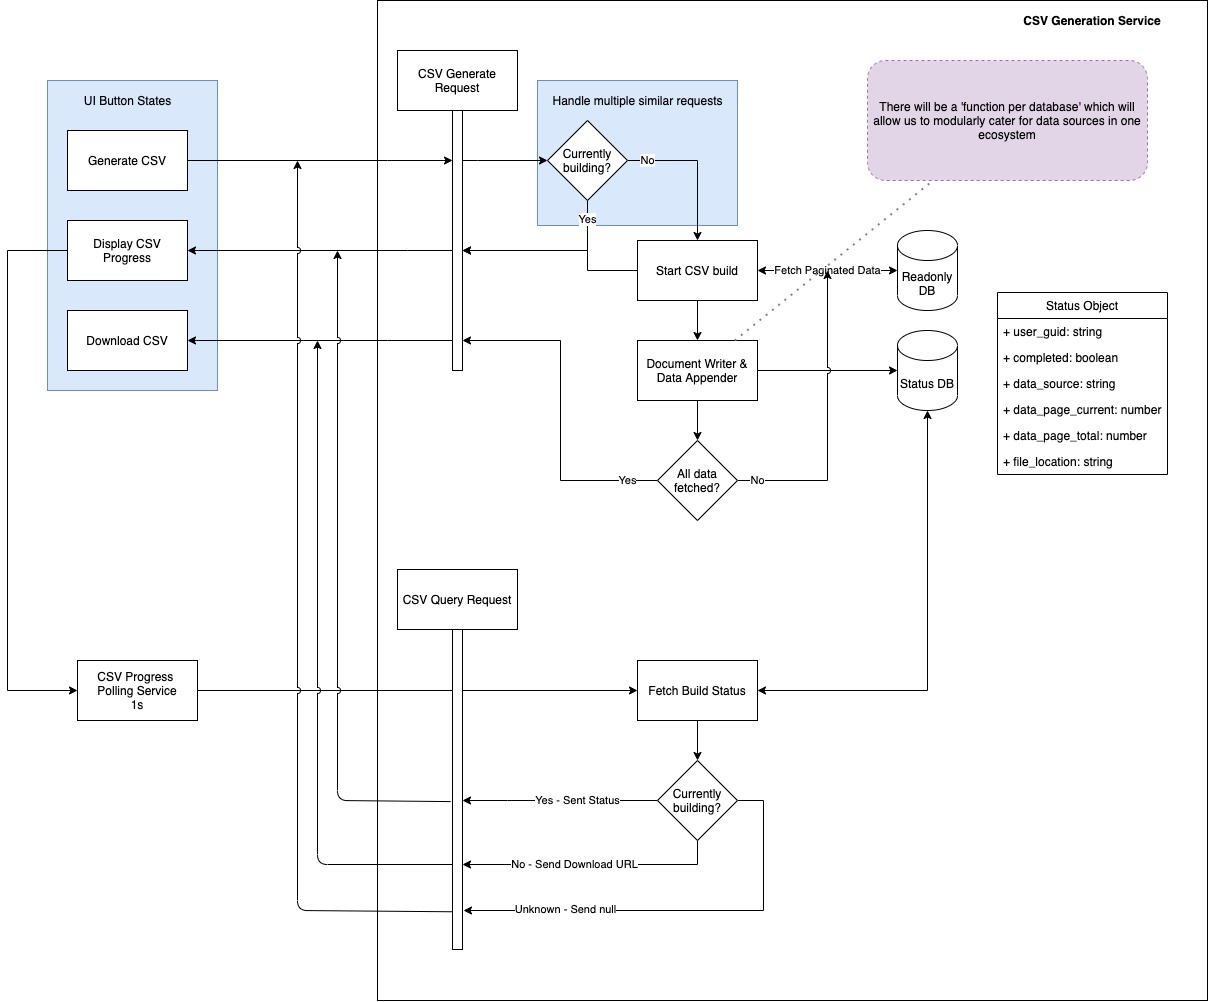 CSV Generation Service
CSV Generate
Request
UI Button States
Generate CSV
Display CSV
Progress
Download CSV
Handle multiple similar requests
Currently
building?
No
Yes
There will be a 'function per database' which will
allow us to modularly cater for data sources in one
ecosystem
Start CSV build
Fetch Paginated Data
Readonly
DB
Document Writer &
Data Appender
Status DB
Status Object
+ user_guid: string
+ completed: boolean
+ data_source: string
+ data_page_current: number
+ data_page_total: number
+ file_location: string
All data
fetched?
Yes
No
CSV Query Request
CSV Progress
Polling Service
1s
Fetch Build Status
Currently
building?
Yes - Sent Status
No - Send Download URL
Unknown - Send null